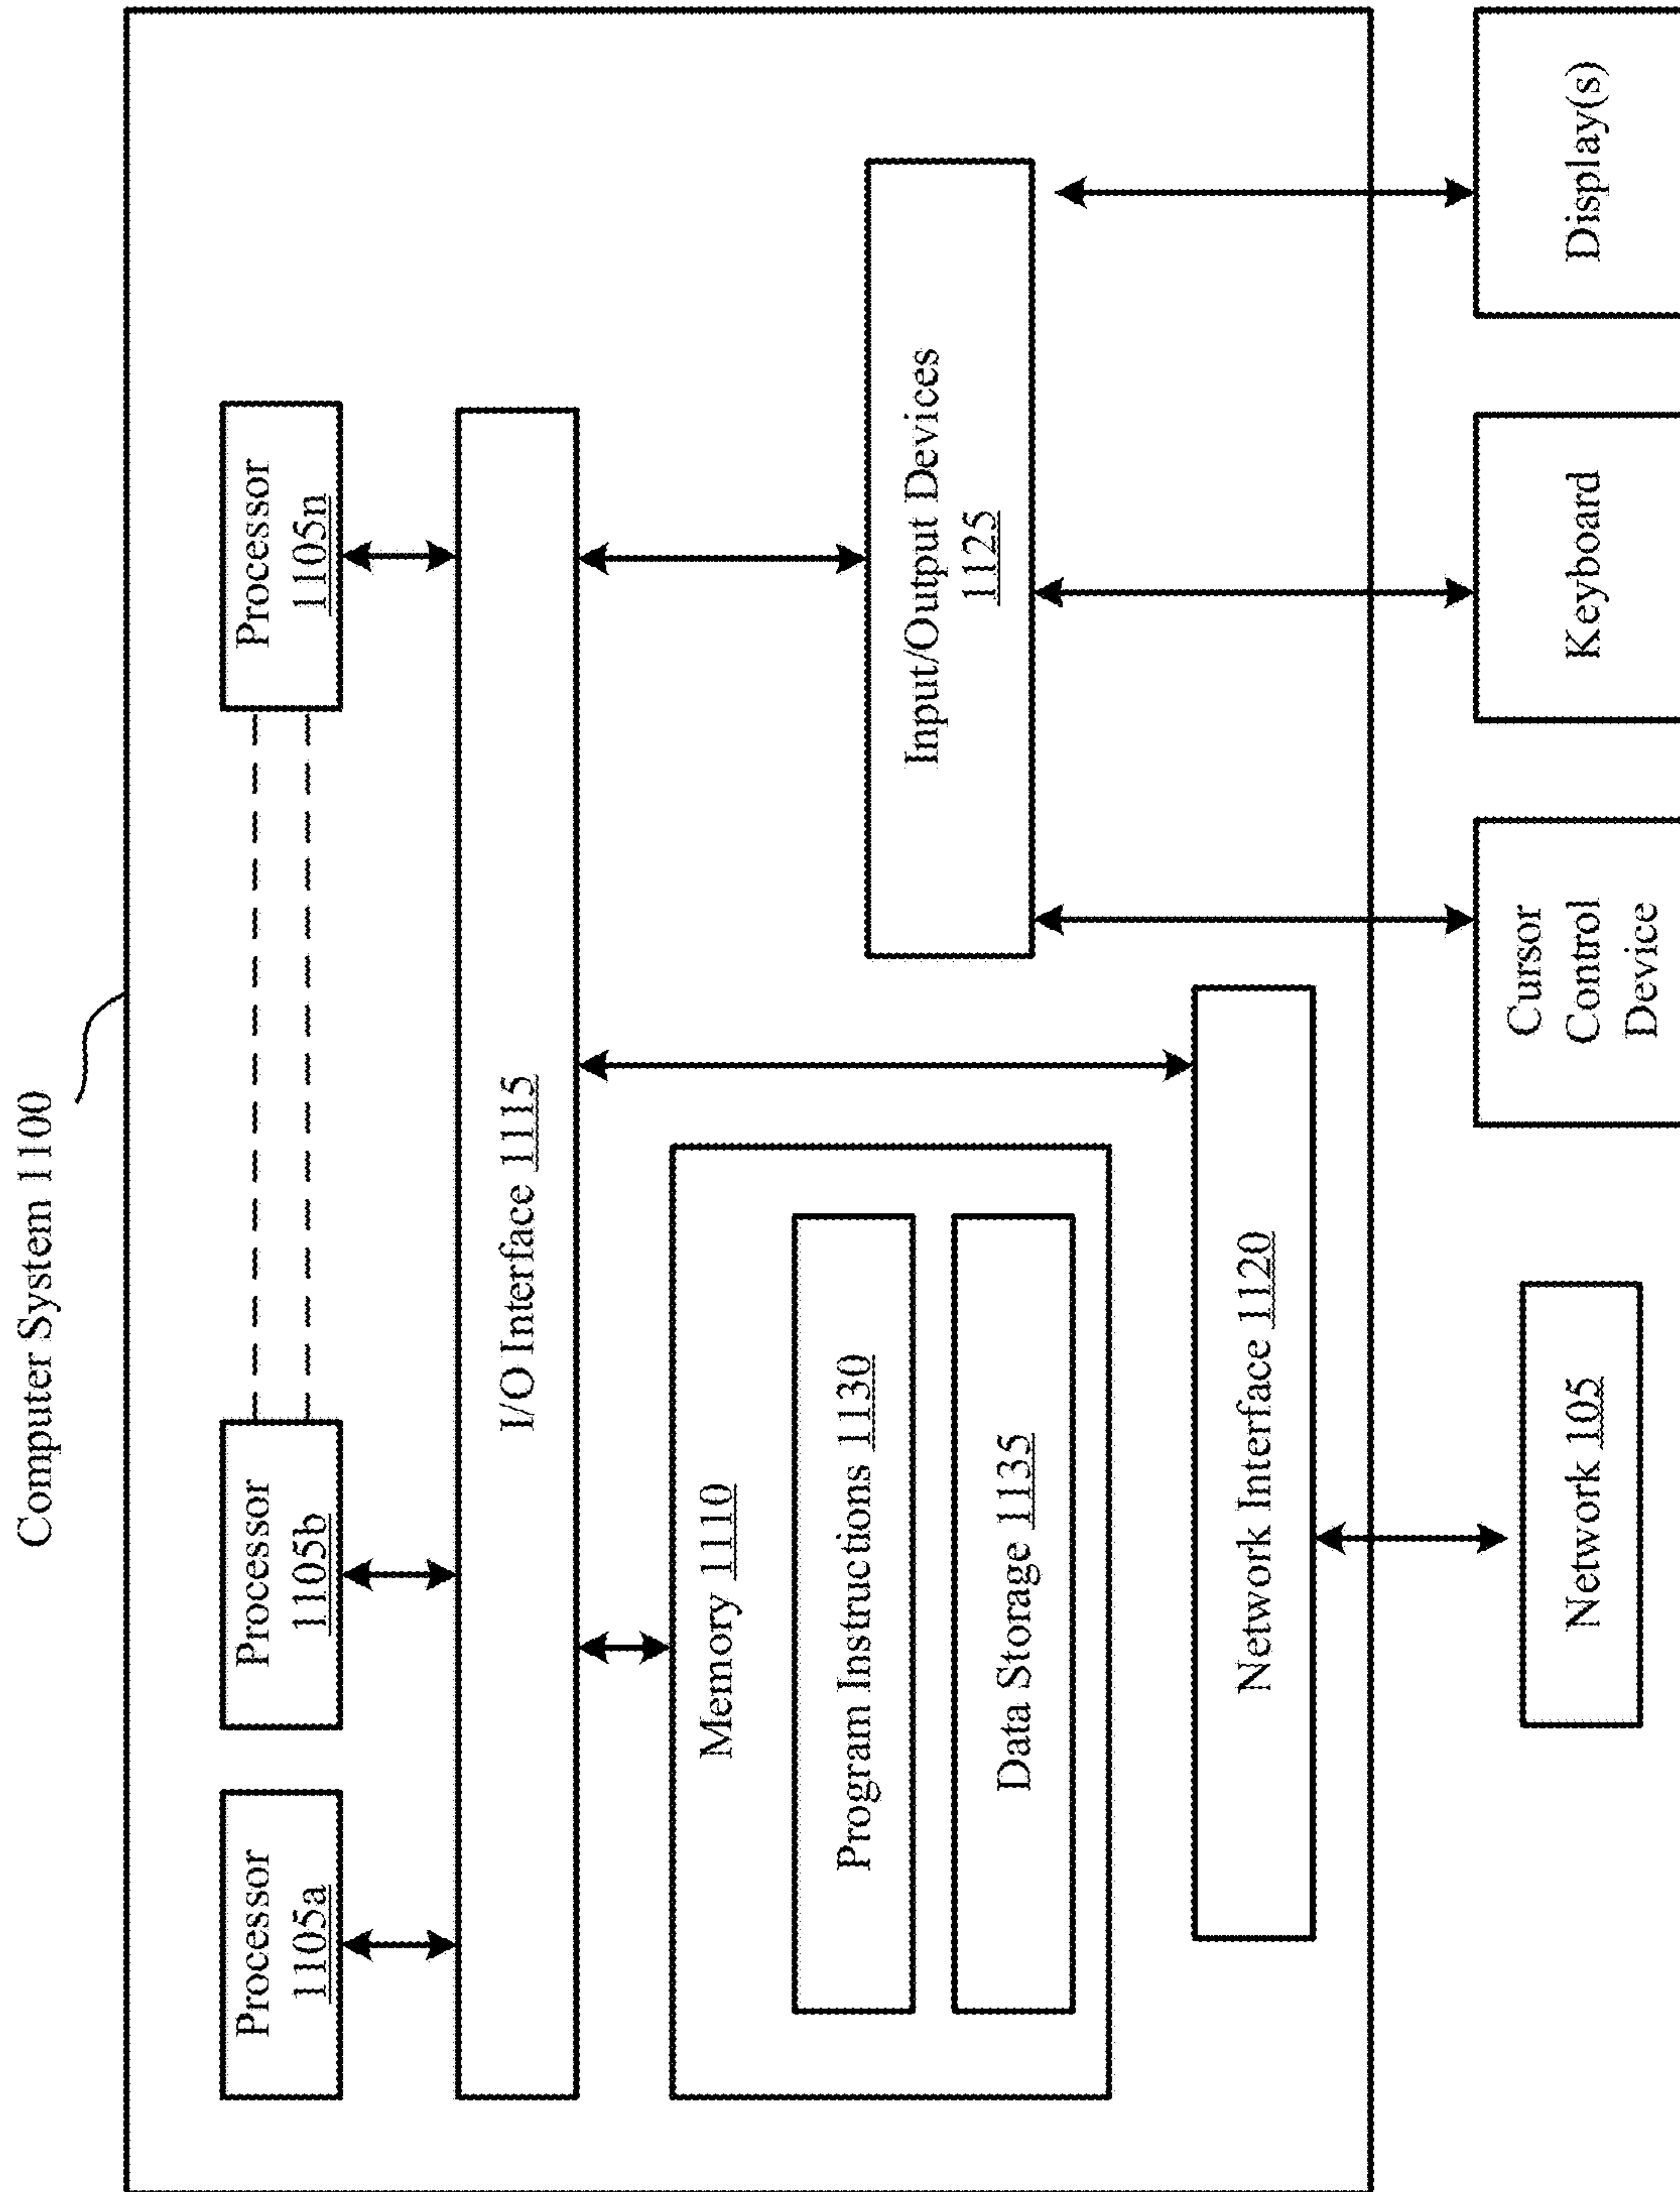 Computer System 1100
Processor
1105a
Processor
1105b
Processor
1105n
I/O Interface 1115
Memory 1110
Program Instructions 1130
Data Storage 1135
Input/Output Devices
1125
Network Interface 1120
Network 105
Cursor
Control
Device
Keyboard
Display(s)